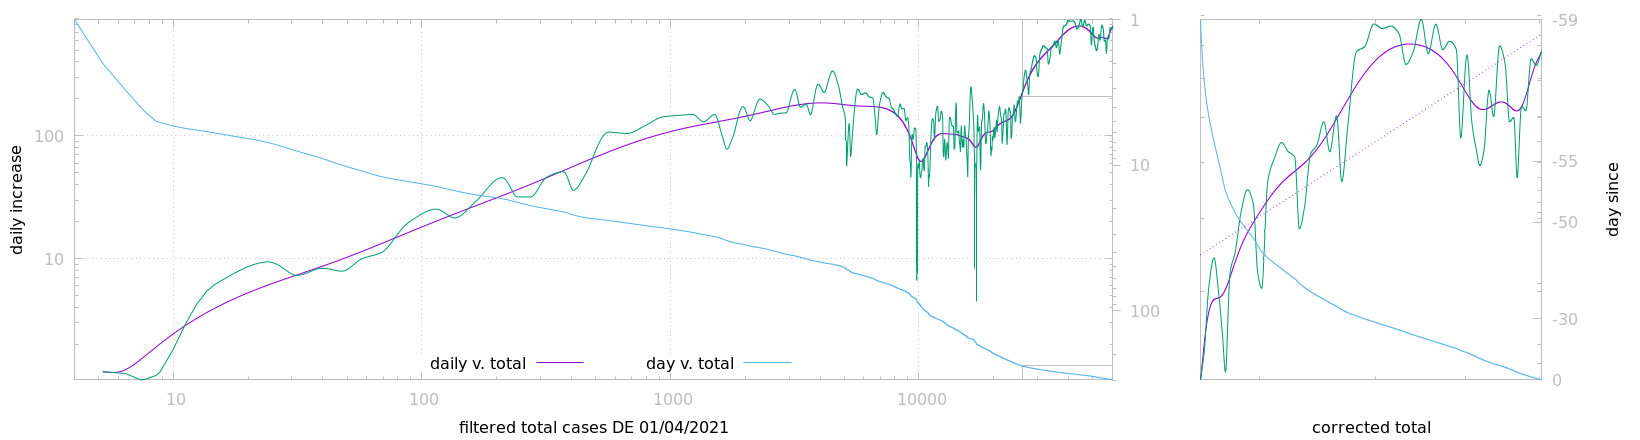 daily increase
100
10
10
100
1000
10000
filtered total cases DE 01/04/2021
daily v. total
day v. total
1
10
100
-59
-55
-50
-30
0
day since
corrected total